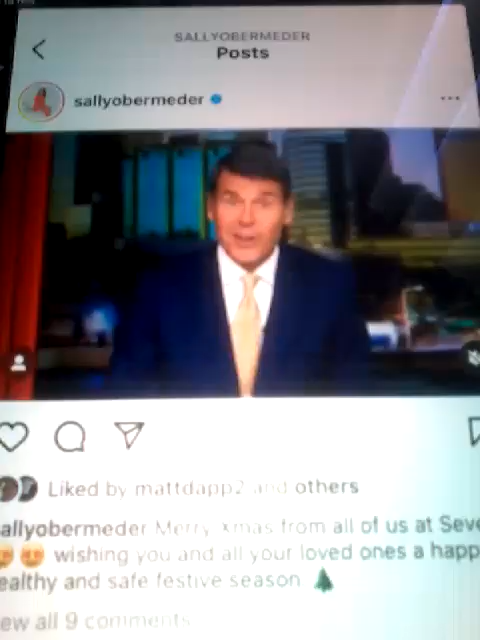 SALLYOBERMEDER
Posts
sallyobermeder
Liked by mattdapp2 and others
allyobermeder Merry xmas from all of us at Seve
wishing you and all your loved ones a happ
ealthy and safe festive season 🌲
ew all 9 comments